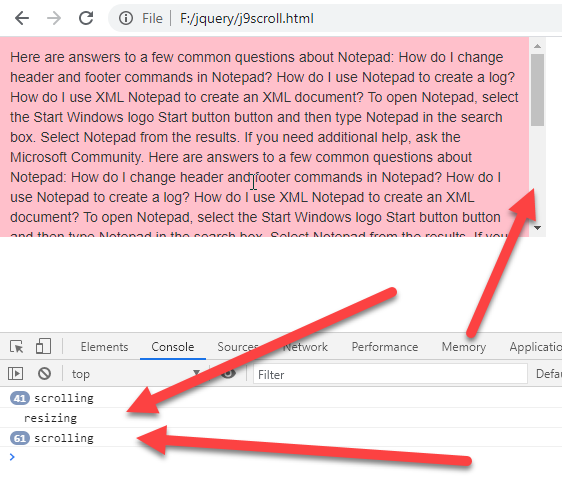 File | F:/jquery/j9scroll.html
Here are answers to a few common questions about Notepad: How do I change
header and footer commands in Notepad? How do I use Notepad to create a log?
How do I use XML Notepad to create an XML document? To open Notepad, select
the Start Windows logo Start button button and then type Notepad in the search
box. Select Notepad from the results. If you need additional help, ask the
Microsoft Community. Here are answers to a few common questions about
Notepad: How do I change header and footer commands in Notepad? How do I
use Notepad to create a log? How do I use XML Notepad to create an XML
document? To open Notepad, select the Start Windows logo Start button button
and then type Notepad in the search box. Select Notepad from the results. If you
Elements Console Sources Network Performance Memory Applicatio
top Filter Defau
41 scrolling
resizing
61 scrolling